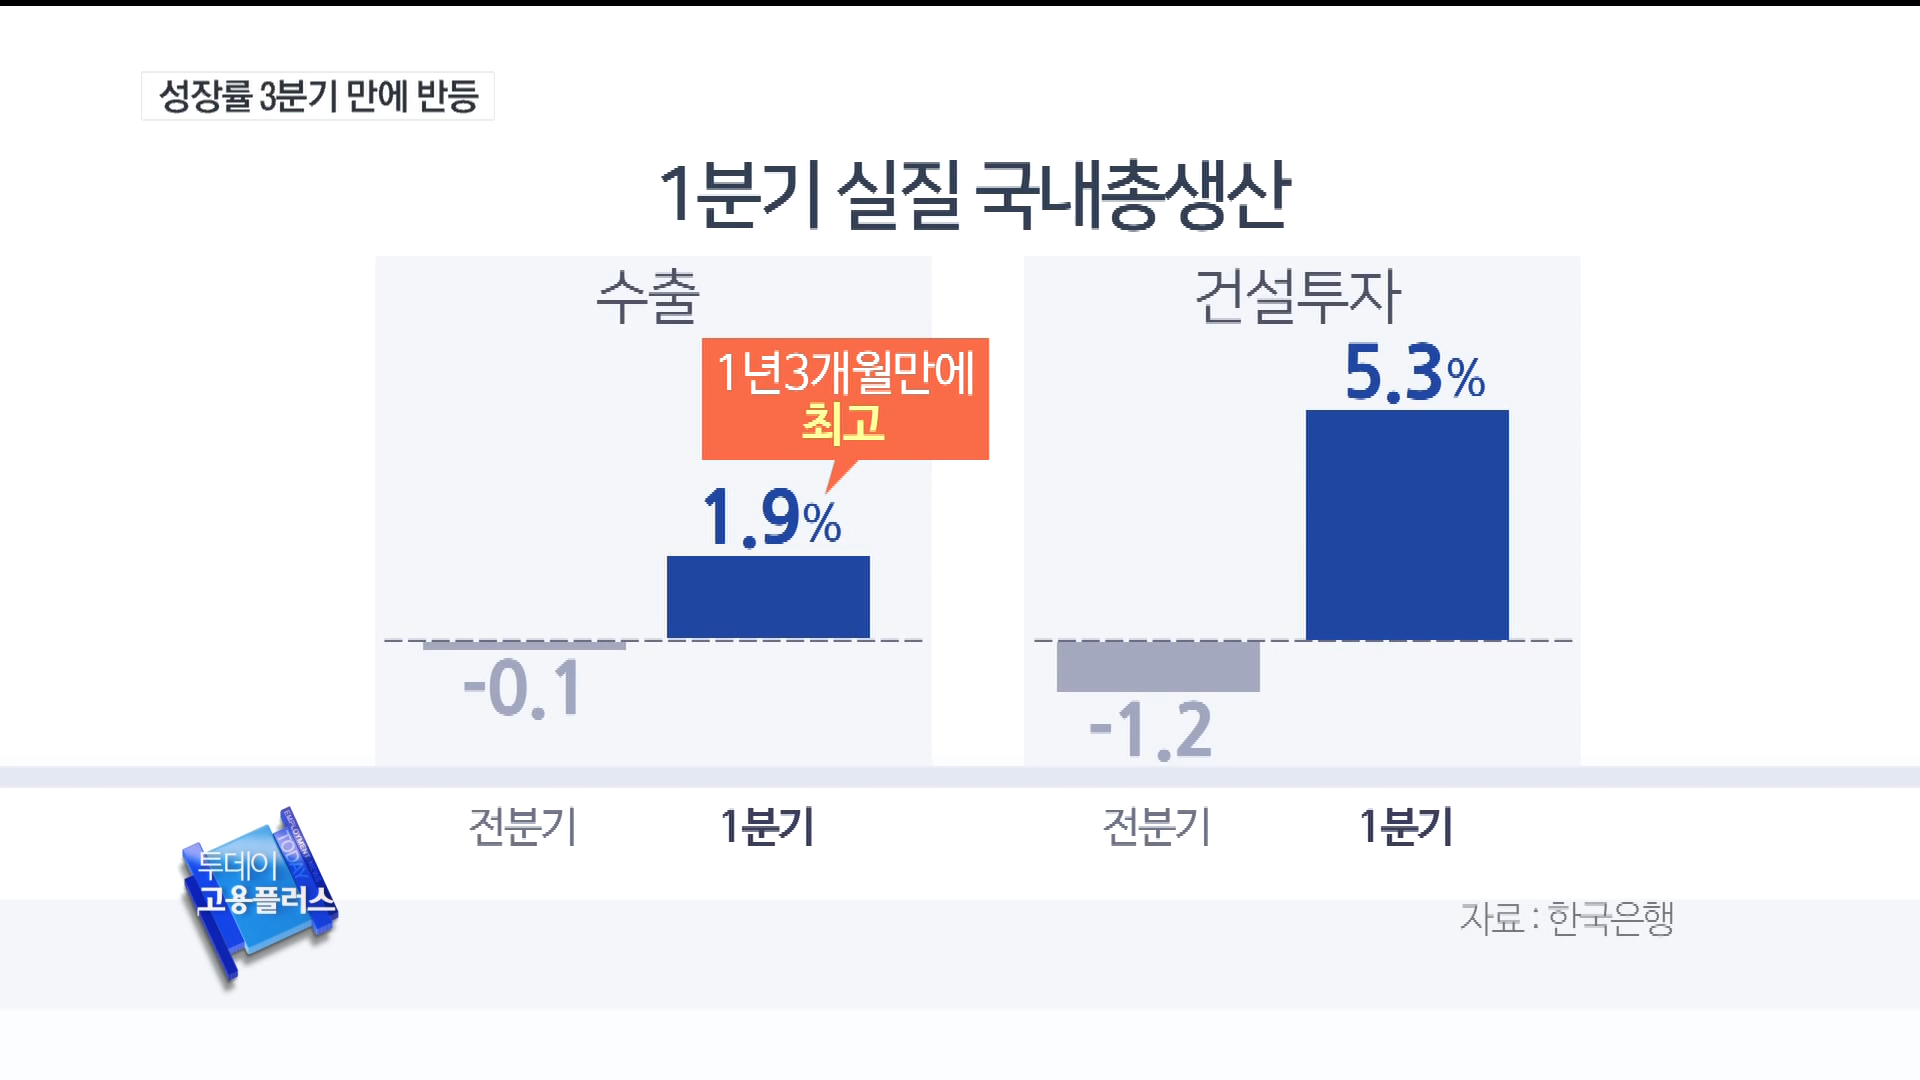 성장률 3분기 만에 반등
1분기 실질 국내총생산
수출
1년3개월만에
최고
1.9%
-0.1
전분기
1분기
건설투자
5.3%
-1.2
전분기
1분기
EMPLOYMENT
TODAY
투데이
고용플러스
자료 : 한국은행